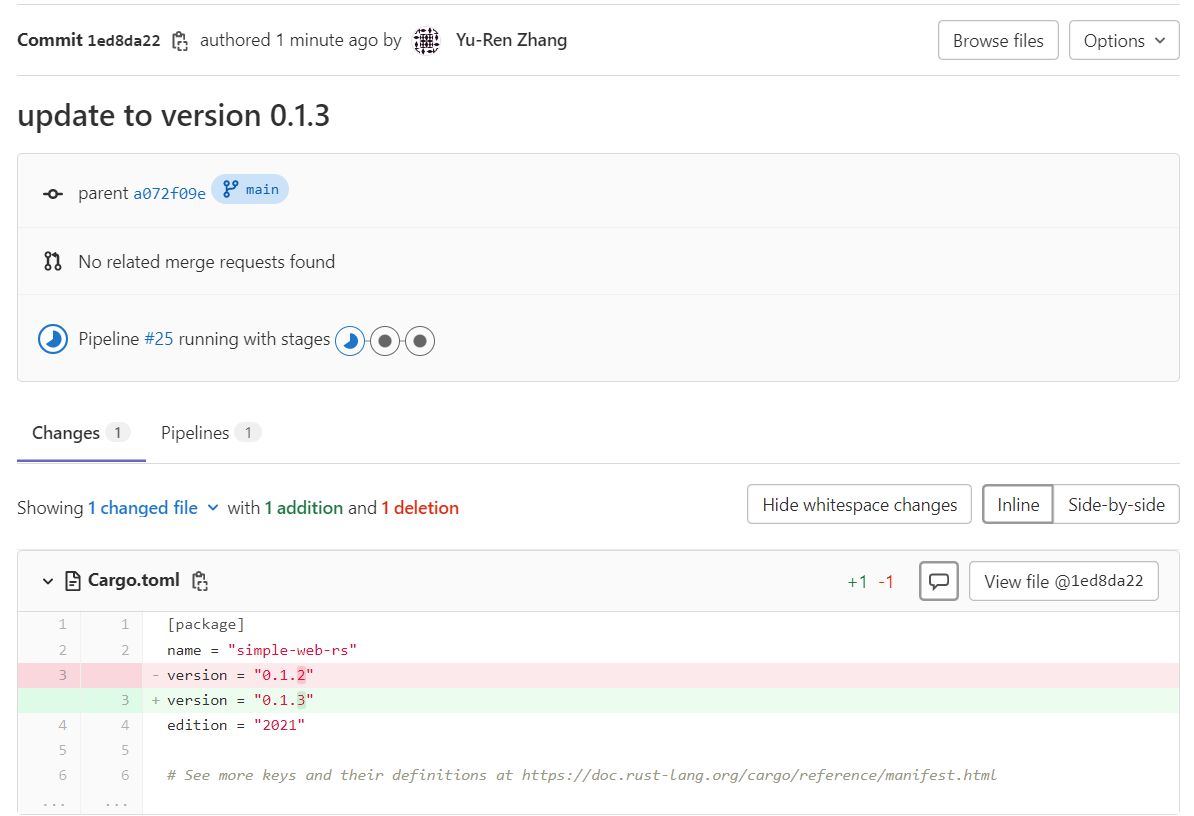 Commit 1ed8da22 authored 1 minute ago by Yu-Ren Zhang Browse files Options
update to version 0.1.3
parent a072f09e main
No related merge requests found
Pipeline #25 running with stages
Changes 1 Pipelines 1
Showing 1 changed file with 1 addition and 1 deletion Hide whitespace changes Inline Side-by-side
Cargo.toml +1 -1 View file @1ed8da22
1 1 [package]
2 2 name = "simple-web-rs"
3 - version = "0.1.2"
3 + version = "0.1.3"
4 4 edition = "2021"
5 5
6 6 # See more keys and their definitions at https://doc.rust-lang.org/cargo/reference/manifest.html
... ...